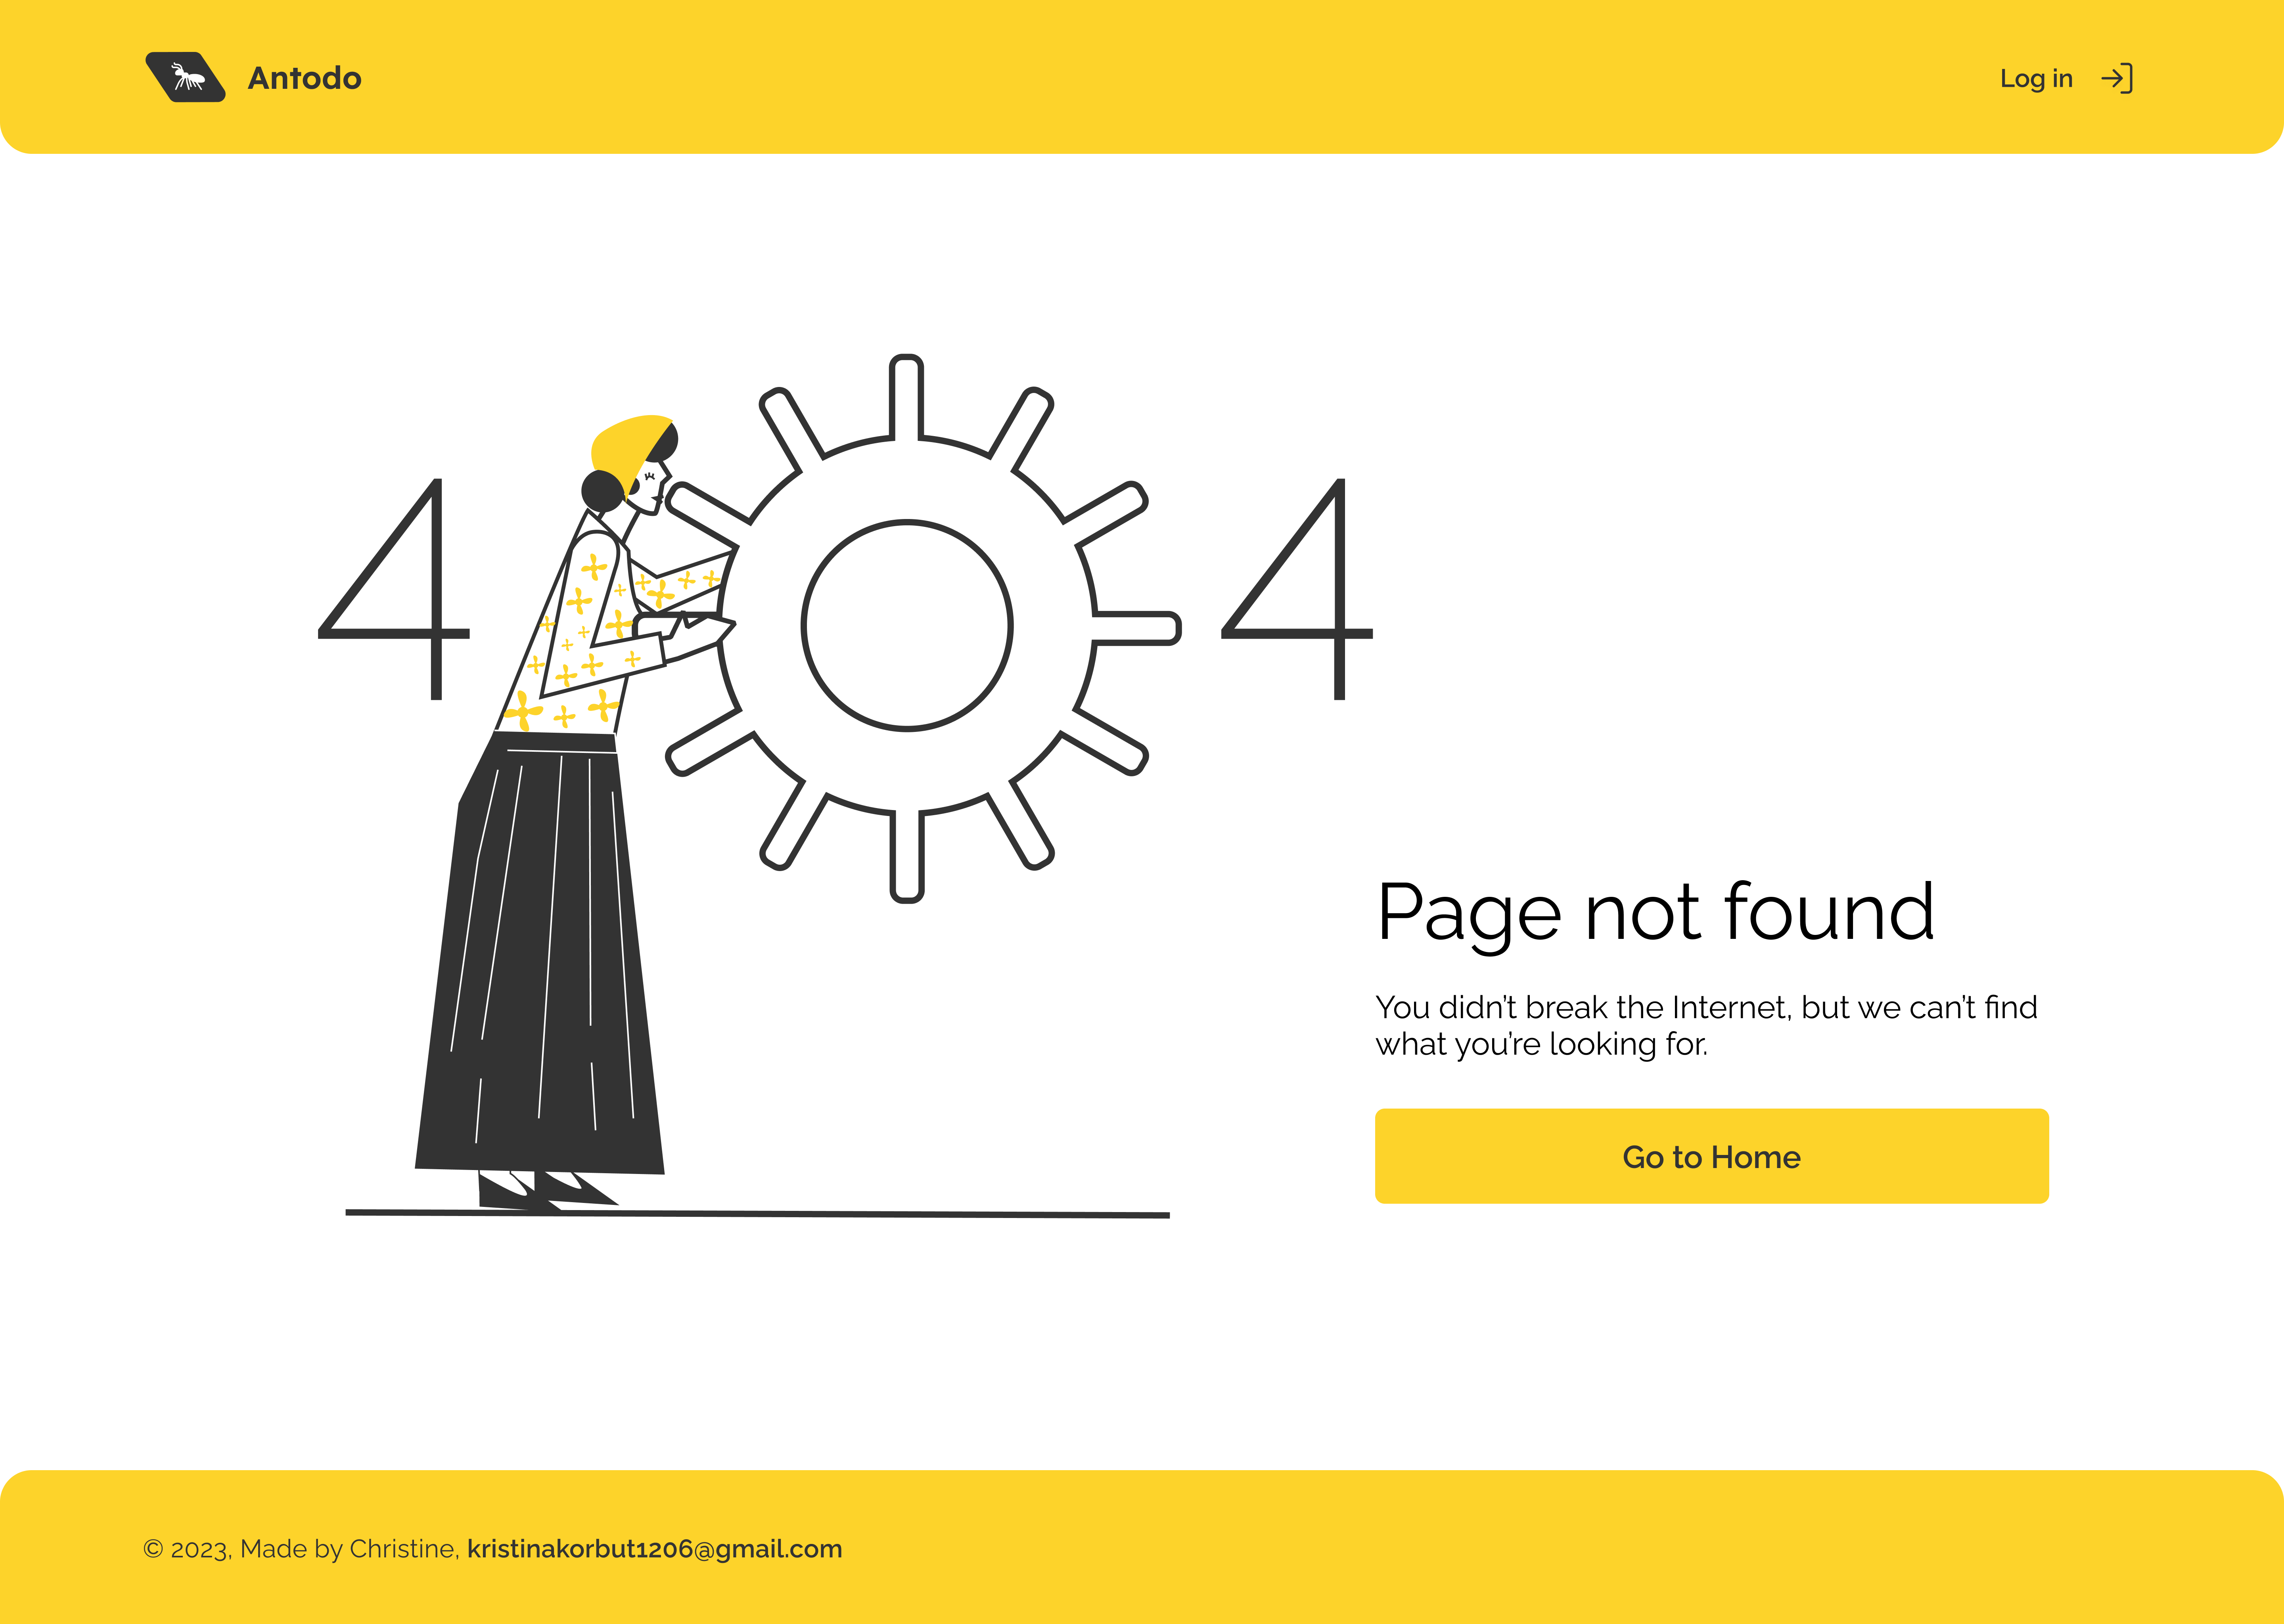 Antodo
Log in
4 4
Page not found
You didn’t break the Internet, but we can’t find
what you’re looking for.
Go to Home
© 2023, Made by Christine, kristinakorbut1206@gmail.com